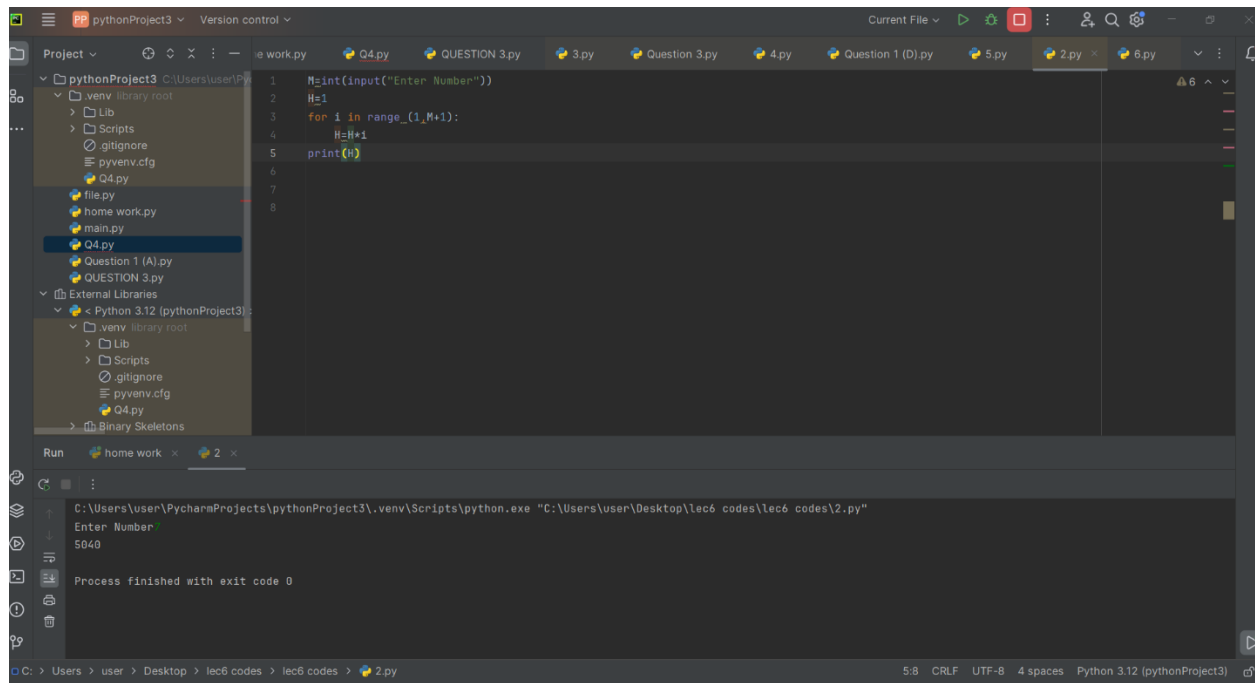 PP pythonProject3 Version control Current File
Project
e work.py Q4.py QUESTION 3.py 3.py Question 3.py 4.py Question 1 (D).py 5.py 2.py 6.py
pythonProject3 C:\Users\user\Py
.venv library root
Lib
Scripts
.gitignore
pyvenv.cfg
Q4.py
file.py
home work.py
main.py
Q4.py
Question 1 (A).py
QUESTION 3.py
External Libraries
< Python 3.12 (pythonProject3)
.venv library root
Lib
Scripts
.gitignore
pyvenv.cfg
Q4.py
Binary Skeletons
1 M=int(input("Enter Number"))
2 H=1
3 for i in range (1,M+1):
4 H=H*i
5 print(H)
6
7
8
6
Run home work 2
C:\Users\user\PycharmProjects\pythonProject3\.venv\Scripts\python.exe "C:\Users\user\Desktop\lec6 codes\lec6 codes\2.py"
Enter Number7
5040
Process finished with exit code 0
C: > Users > user > Desktop > lec6 codes > lec6 codes > 2.py 5:8 CRLF UTF-8 4 spaces Python 3.12 (pythonProject3)